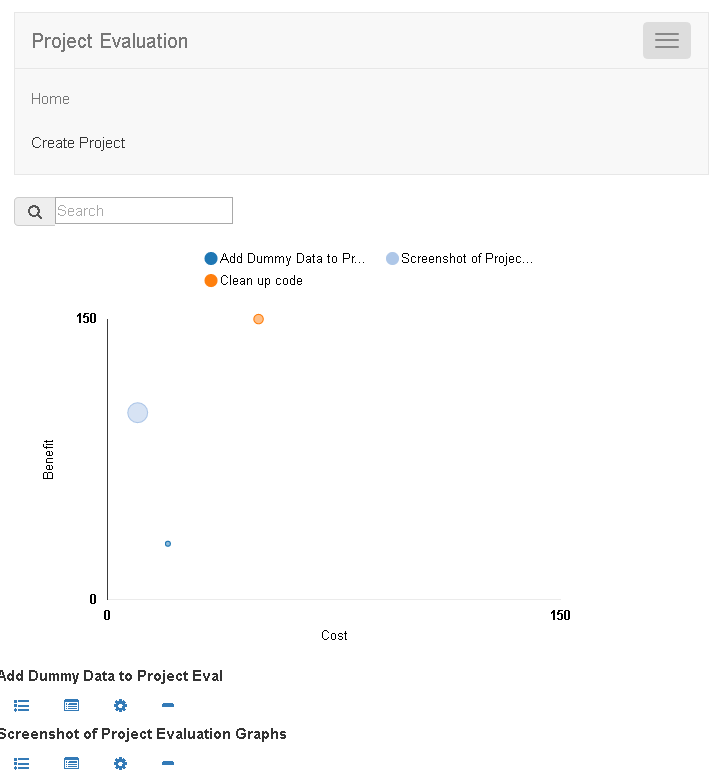 Project Evaluation
Home
Create Project
Search
Add Dummy Data to Pr... Screenshot of Projec...
Clean up code
150
Benefit
0
0 150
Cost
Add Dummy Data to Project Eval
Screenshot of Project Evaluation Graphs